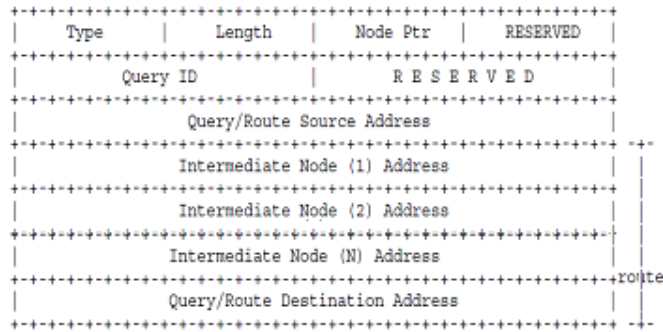 Type | Length | Node Ptr | RESERVED
Query ID | R E S E R V E D
Query/Route Source Address
Intermediate Node (1) Address
Intermediate Node (2) Address
Intermediate Node (N) Address
route
Query/Route Destination Address